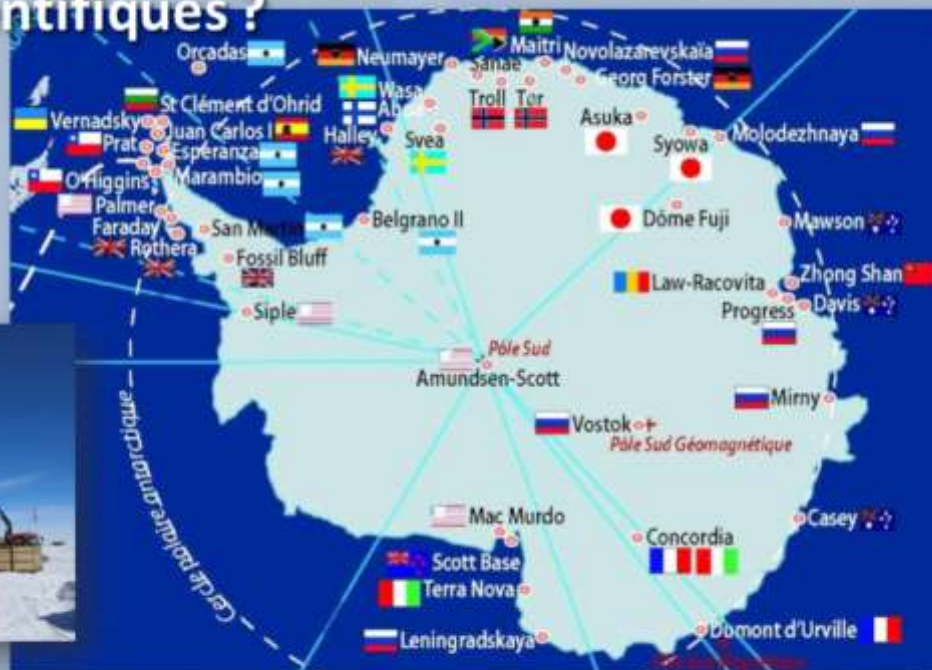 ntifiques ?
Orcadas
Neumayer
Maitri
Novolazarevskaïa
Sanae
Georg Forster
Wasa
Troll
Tor
St Clément d'Ohrid
Vernadsky
Juan Carlos I
Halley
Svea
Asuka
Syowa
Molodezhnaya
Prat
Esperanza
O'Higgins
Marambio
Palmer
Faraday
San Martin
Belgrano II
Dôme Fuji
Mawson
Rothera
Fossil Bluff
Law-Racovita
Zhong Shan
Siple
Progress
Davis
Pôle Sud
Amundsen-Scott
Mirny
Vostok
Pôle Sud Géomagnétique
Cercle polaire antarctique
Mac Murdo
Casey
Concordia
Scott Base
Terra Nova
Leningradskaya
Dumont d'Urville